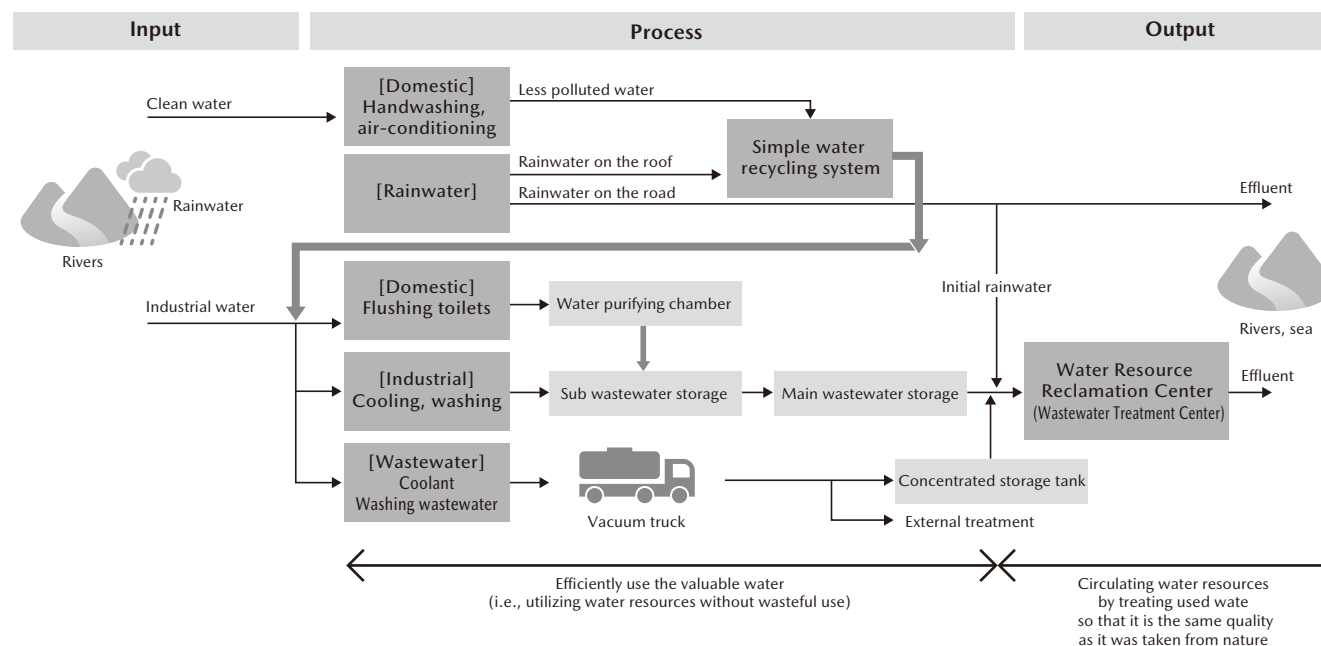 Input
Process
Output
Clean water
[Domestic]
Handwashing,
air-conditioning
Less polluted water
Simple water
recycling system
[Rainwater]
Rainwater on the roof
Rainwater on the road
Effluent
Rainwater
Rivers
Initial rainwater
Rivers, sea
Industrial water
[Domestic]
Flushing toilets
Water purifying chamber
[Industrial]
Cooling, washing
Sub wastewater storage
Main wastewater storage
Water Resource
Reclamation Center
(Wastewater Treatment Center)
Effluent
[Wastewater]
Coolant
Washing wastewater
Vacuum truck
Concentrated storage tank
External treatment
Efficiently use the valuable water
(i.e., utilizing water resources without wasteful use)
Circulating water resources
by treating used wate
so that it is the same quality
as it was taken from nature